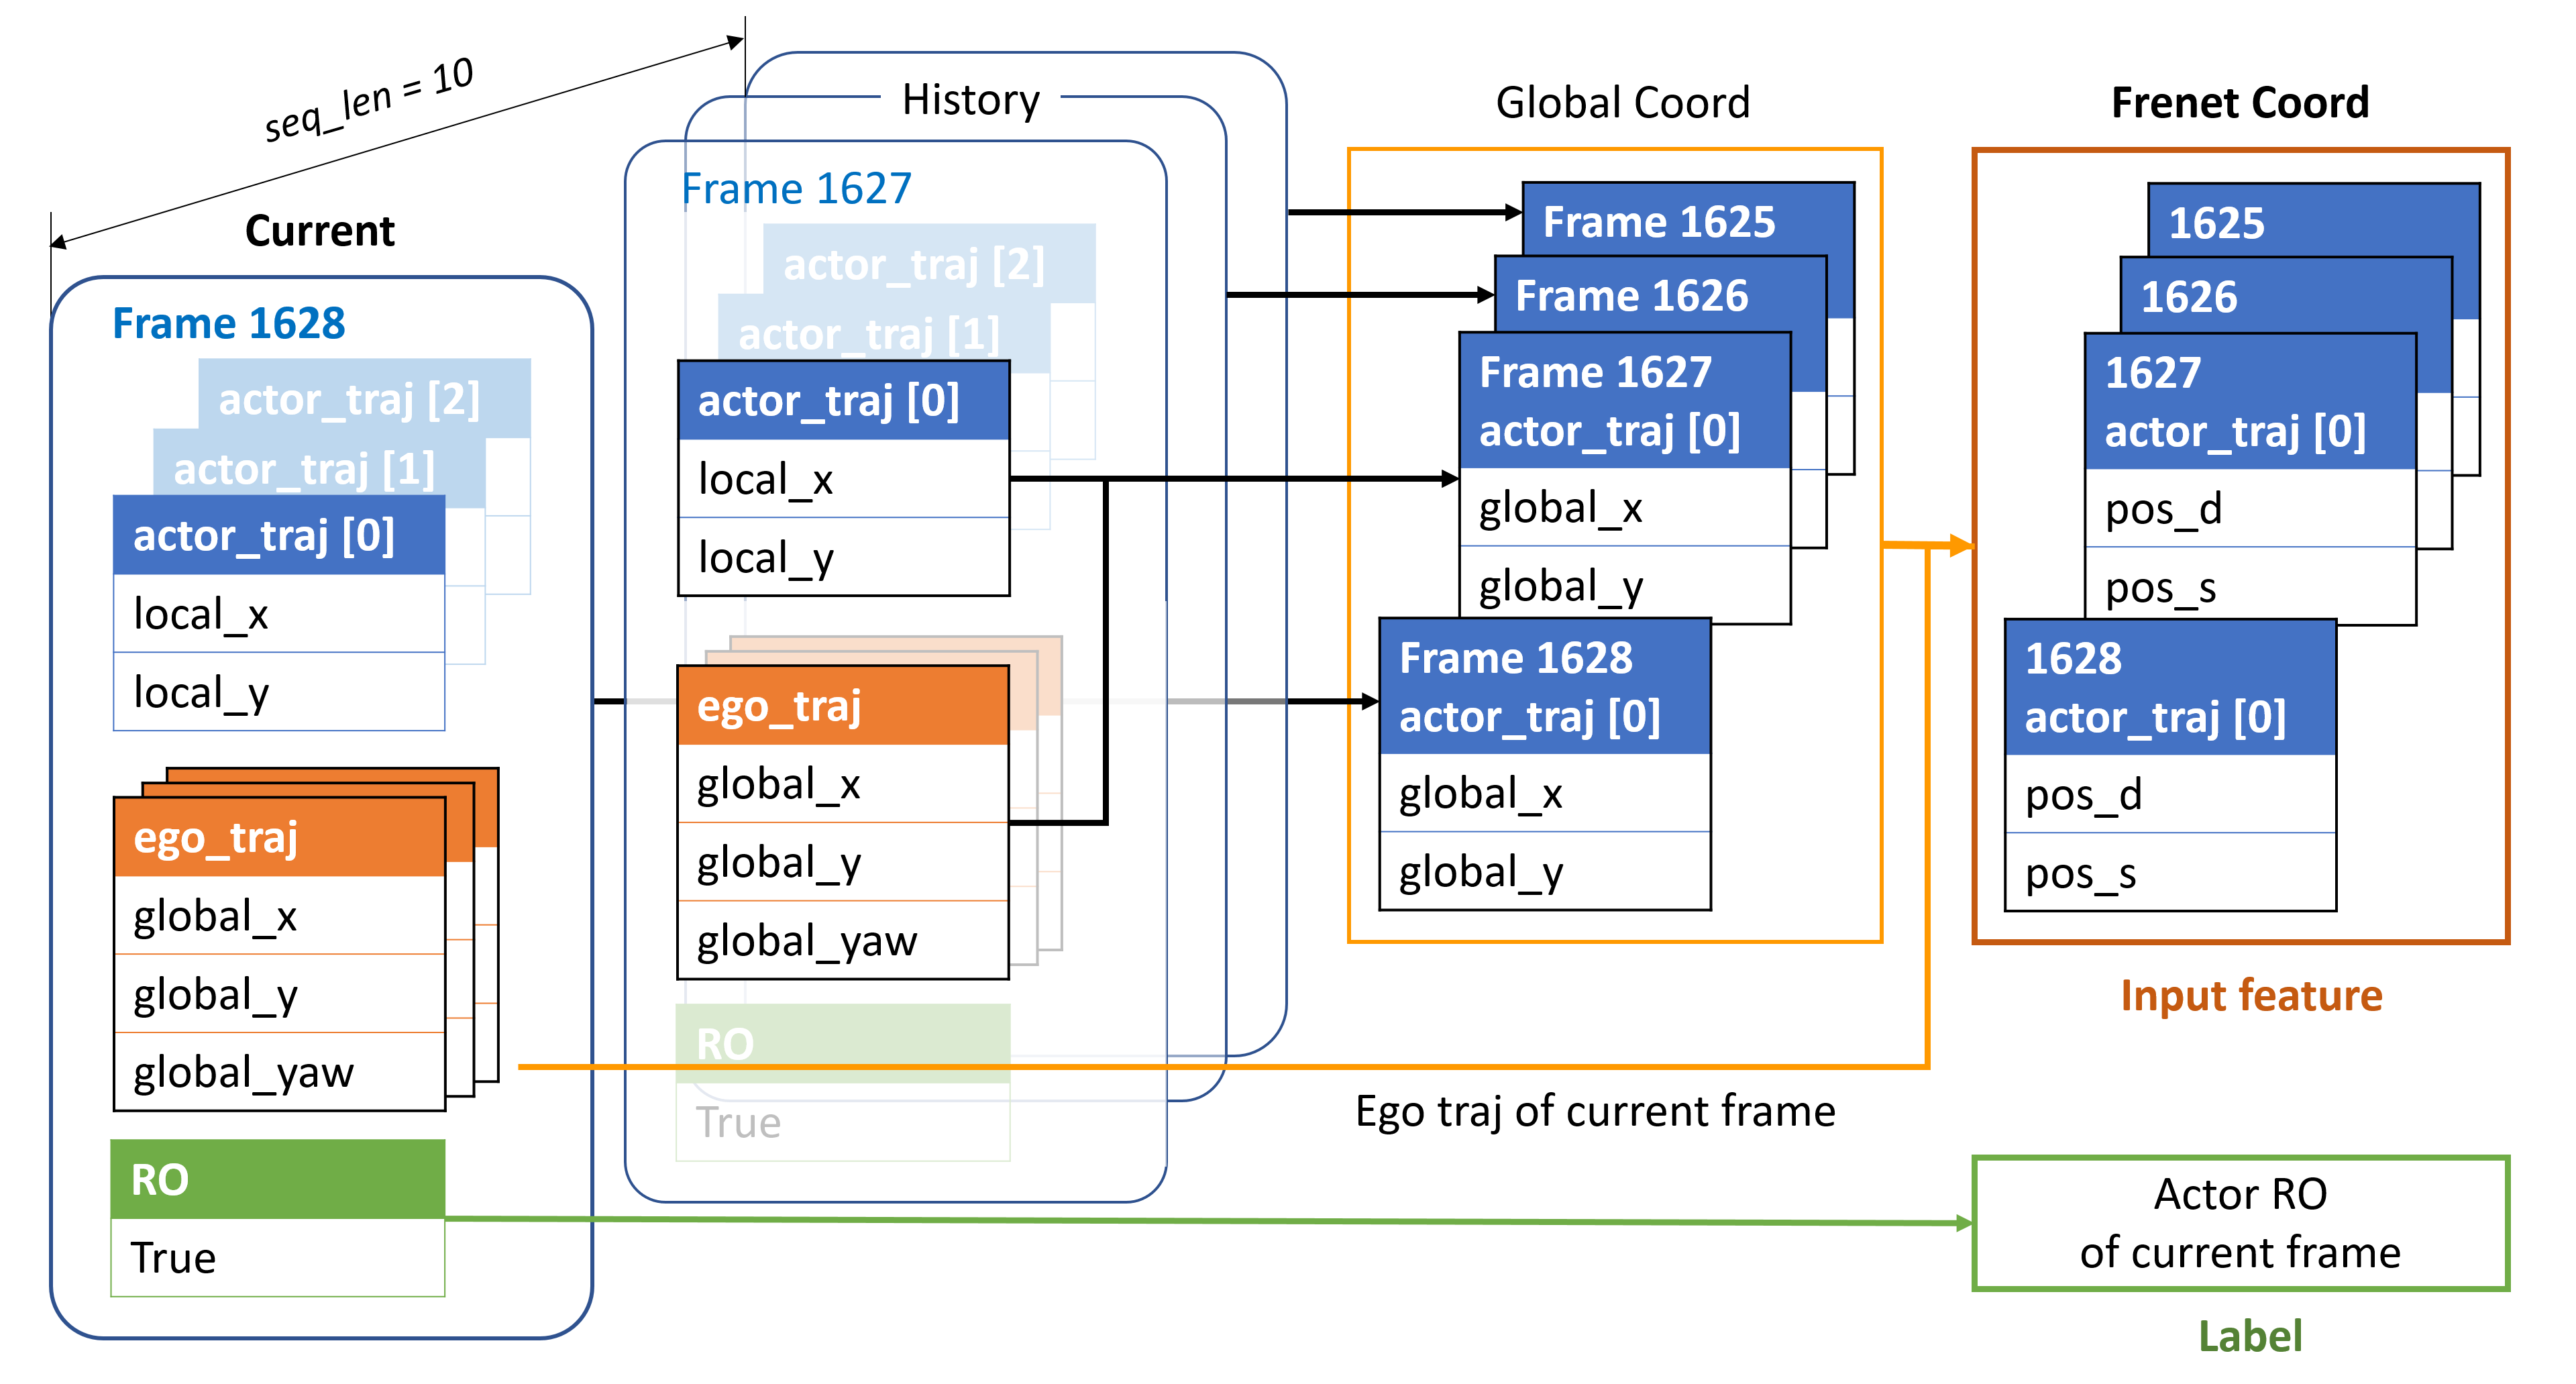 seq_len = 10
Current
Frame 1628
actor_traj [2]
actor_traj [1]
actor_traj [0]
local_x
local_y
ego_traj
global_x
global_y
global_yaw
RO
True
History
Frame 1627
actor_traj [2]
actor_traj [1]
actor_traj [0]
local_x
local_y
ego_traj
global_x
global_y
global_yaw
RO
True
Global Coord
Frame 1625
Frame 1626
Frame 1627
actor_traj [0]
global_x
global_y
Frame 1628
actor_traj [0]
global_x
global_y
Ego traj of current frame
Frenet Coord
1625
1626
1627
actor_traj [0]
pos_d
pos_s
1628
actor_traj [0]
pos_d
pos_s
Input feature
Actor RO
of current frame
Label